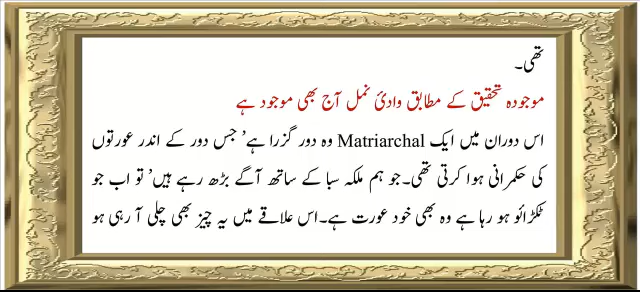 تھی۔
موجودہ تحقیق کے مطابق وادیٔ نمل آج بھی موجود ہے
اس دوران میں ایک Matriarchal وہ دور گزرا ہے’ جس دور کے اندر عورتوں
کی حکمرانی ہوا کرتی تھی۔جو ہم ملکہ سبا کے ساتھ آگے بڑھ رہے ہیں’ تو اب جو
ٹکڑائو ہو رہا ہے وہ بھی خود عورت ہے۔اس علاقے میں یہ چیز بھی چلی آ رہی ہو